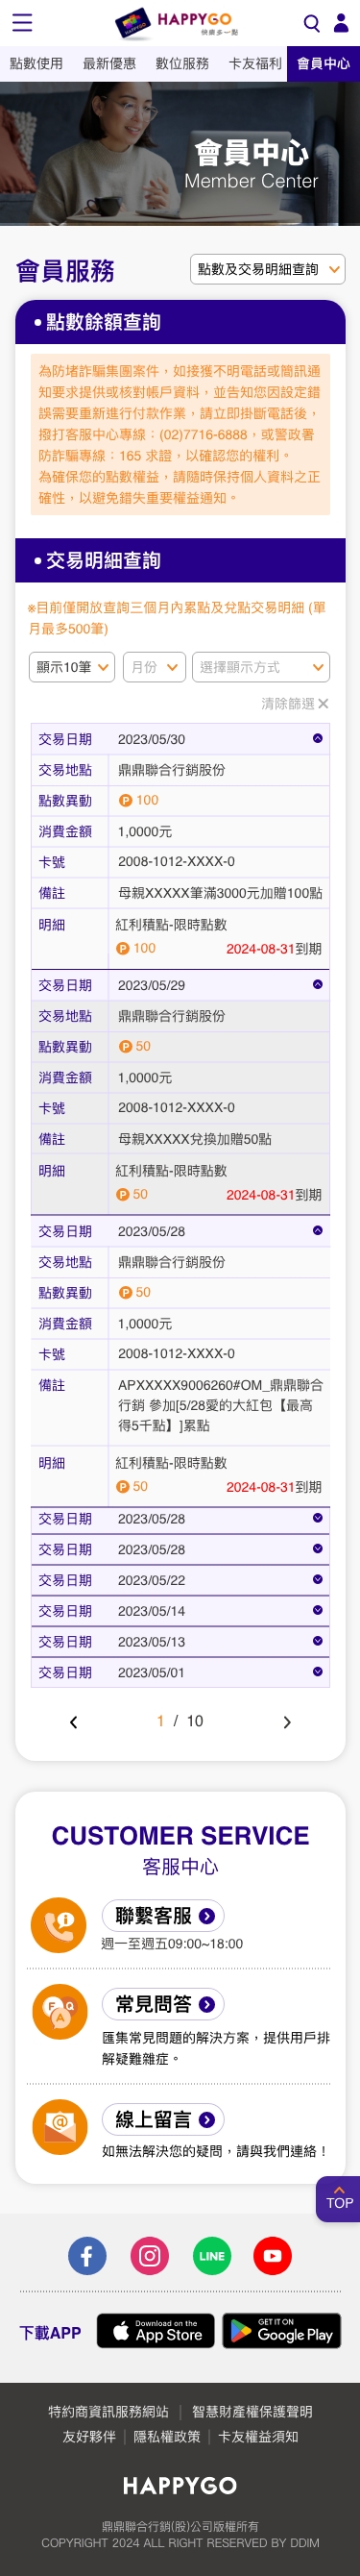 HAPPYGO
快樂多一點
點數使用 最新優惠 數位服務 卡友福利 會員中心
會員中心
Member Center
會員服務
點數及交易明細查詢
點數餘額查詢
為防堵詐騙集團案件，如接獲不明電話或簡訊通
知要求提供或核對帳戶資料，並告知您因設定錯
誤需要重新進行付款作業，請立即掛斷電話後，
撥打客服中心專線：(02)7716-6888，或警政署
防詐騙專線：165 求證，以確認您的權利。
為確保您的點數權益，請隨時保持個人資料之正
確性，以避免錯失重要權益通知。
交易明細查詢
※目前僅開放查詢三個月內累點及兌點交易明細 (單
月最多500筆)
顯示10筆 月份 選擇顯示方式
清除篩選
交易日期 2023/05/30
交易地點 鼎鼎聯合行銷股份
點數異動 P 100
消費金額 1,0000元
卡號 2008-1012-XXXX-0
備註 母親XXXXX筆滿3000元加贈100點
明細 紅利積點-限時點數
P 100 2024-08-31到期
交易日期 2023/05/29
交易地點 鼎鼎聯合行銷股份
點數異動 P 50
消費金額 1,0000元
卡號 2008-1012-XXXX-0
備註 母親XXXXX兌換加贈50點
明細 紅利積點-限時點數
P 50 2024-08-31到期
交易日期 2023/05/28
交易地點 鼎鼎聯合行銷股份
點數異動 P 50
消費金額 1,0000元
卡號 2008-1012-XXXX-0
備註 APXXXXX9006260#OM_鼎鼎聯合
行銷 參加[5/28愛的大紅包【最高
得5千點】]累點
明細 紅利積點-限時點數
P 50 2024-08-31到期
交易日期 2023/05/28
交易日期 2023/05/28
交易日期 2023/05/22
交易日期 2023/05/14
交易日期 2023/05/13
交易日期 2023/05/01
1 / 10
CUSTOMER SERVICE
客服中心
聯繫客服
週一至週五09:00~18:00
F Q A
常見問答
匯集常見問題的解決方案，提供用戶排
解疑難雜症。
@
線上留言
如無法解決您的疑問，請與我們連絡！
TOP
LINE
下載APP
Download on the
App Store
GET IT ON
Google Play
特約商資訊服務網站 | 智慧財產權保護聲明
友好夥伴 | 隱私權政策 | 卡友權益須知
HAPPYGO
鼎鼎聯合行銷(股)公司版權所有
COPYRIGHT 2024 ALL RIGHT RESERVED BY DDIM